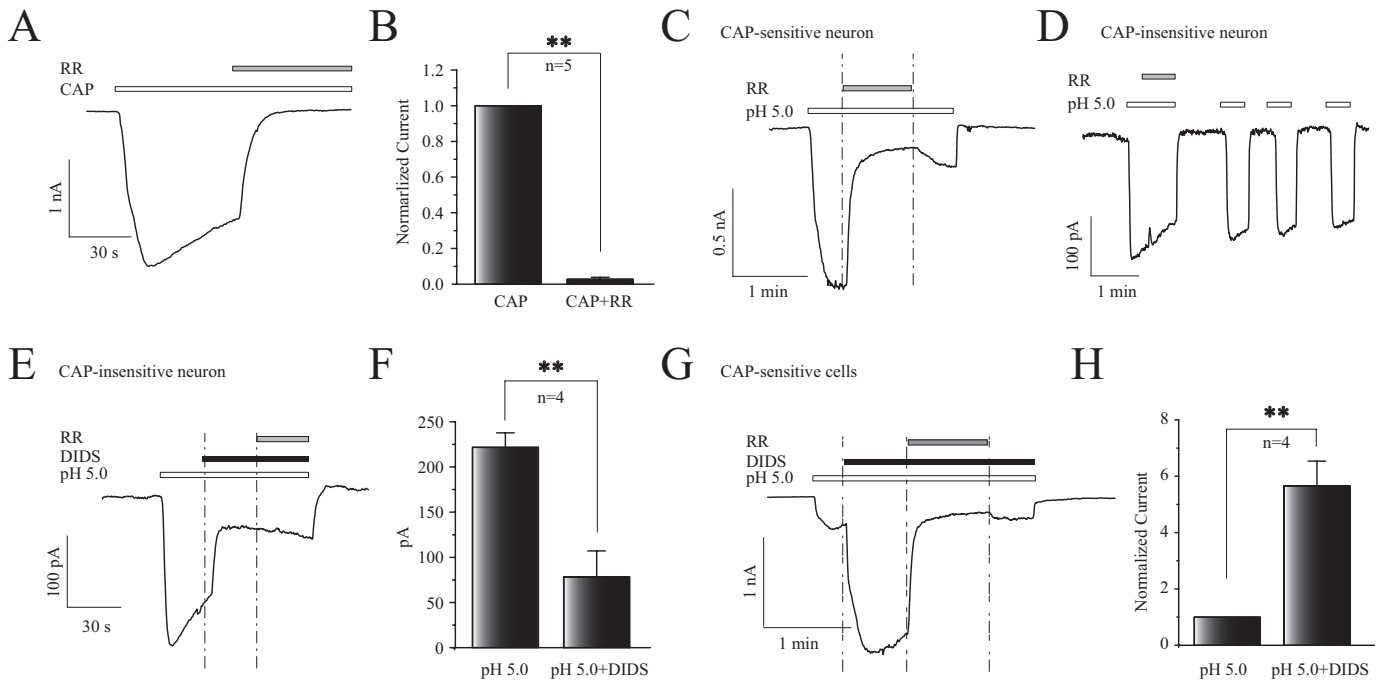 A
RR
CAP
1 nA
30 s
B
**
n=5
Normarlized Current
1.2
1.0
0.8
0.6
0.4
0.2
0.0
CAP
CAP+RR
C
CAP-sensitive neuron
RR
pH 5.0
0.5 nA
1 min
D
CAP-insensitive neuron
RR
pH 5.0
100 pA
1 min
E
CAP-insensitive neuron
RR
DIDS
pH 5.0
100 pA
30 s
F
**
n=4
pA
250
225
200
150
100
50
0
pH 5.0
pH 5.0+DIDS
G
CAP-sensitive cells
RR
DIDS
pH 5.0
1 nA
1 min
H
**
n=4
Normalized Current
8
6
4
2
0
pH 5.0
pH 5.0+DIDS